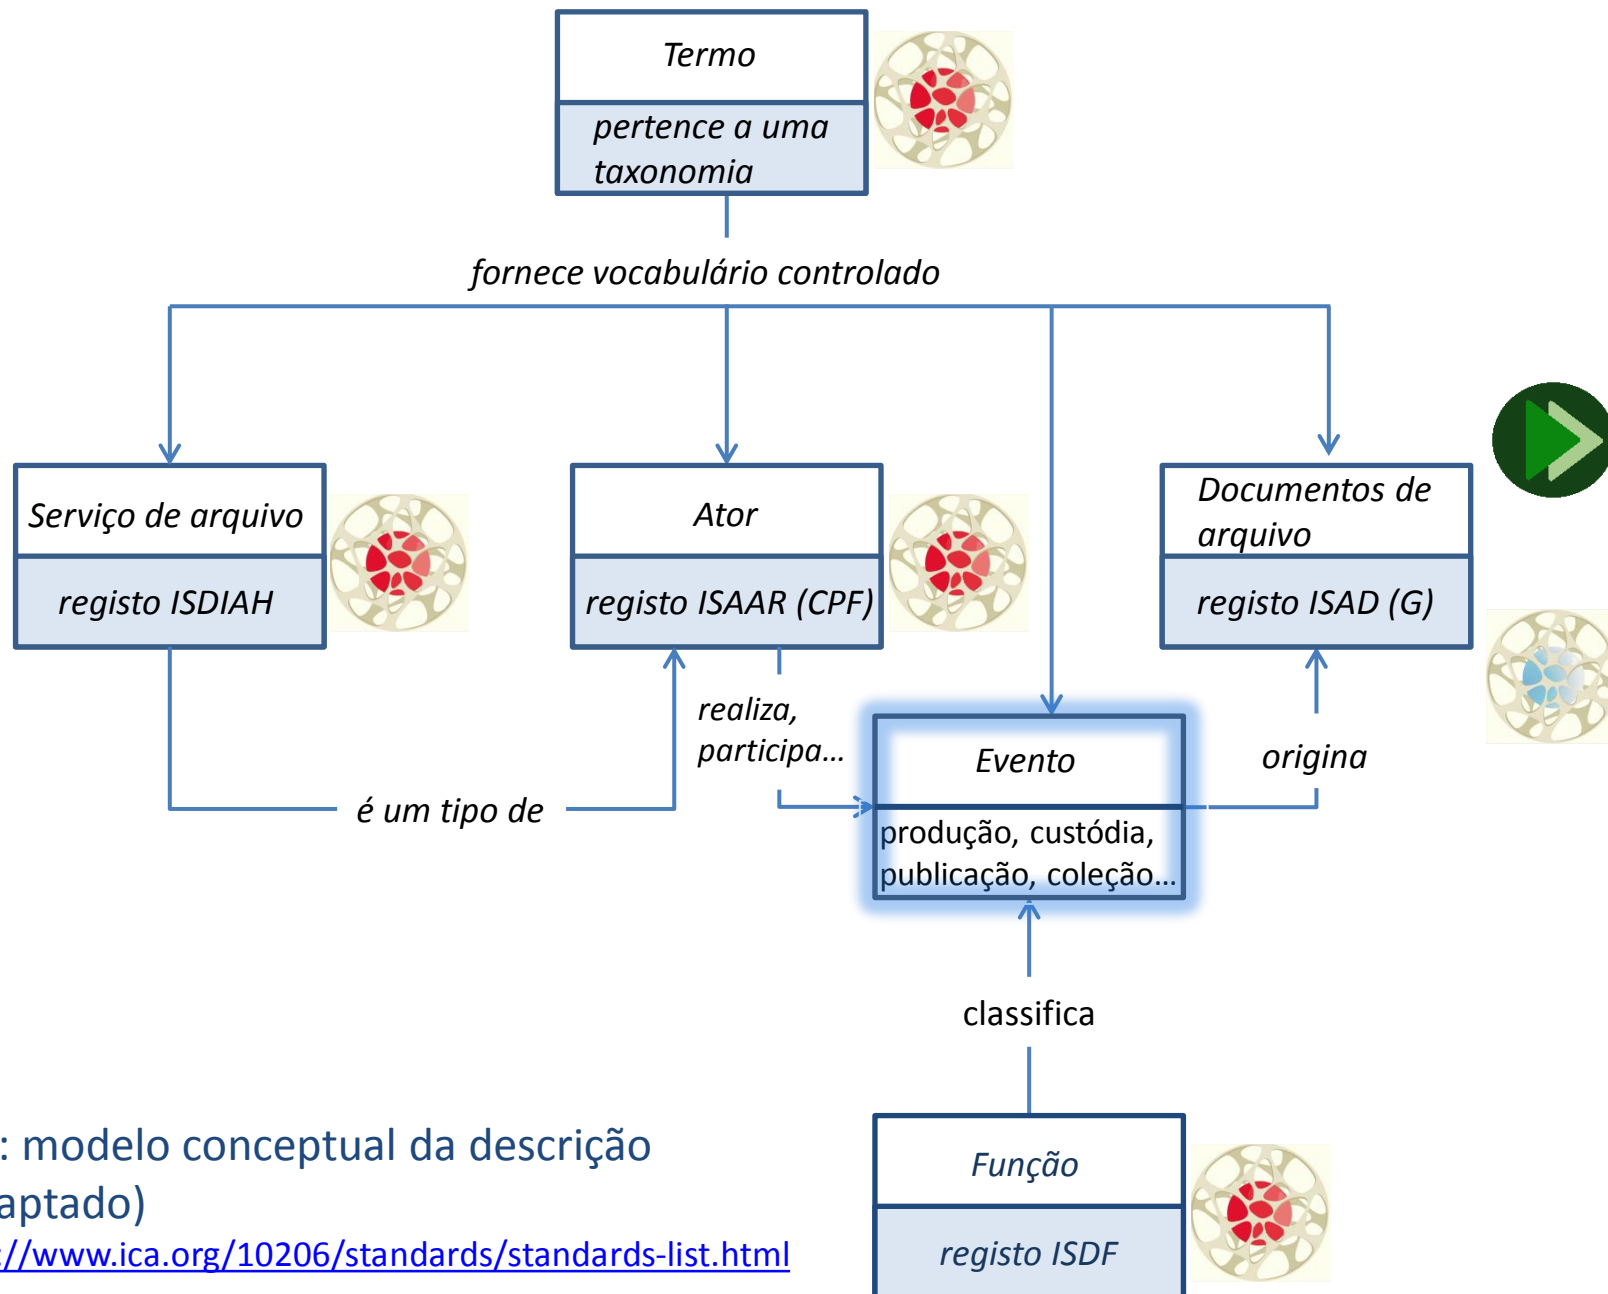 Termo
pertence a uma
taxonomia
fornece vocabulário controlado
Serviço de arquivo
registo ISDIAH
Ator
registo ISAAR (CPF)
Documentos de
arquivo
registo ISAD (G)
realiza,
participa...
é um tipo de
Evento
produção, custódia,
publicação, coleção...
origina
classifica
Função
registo ISDF
: modelo conceptual da descrição
aptado)
://www.ica.org/10206/standards/standards-list.html